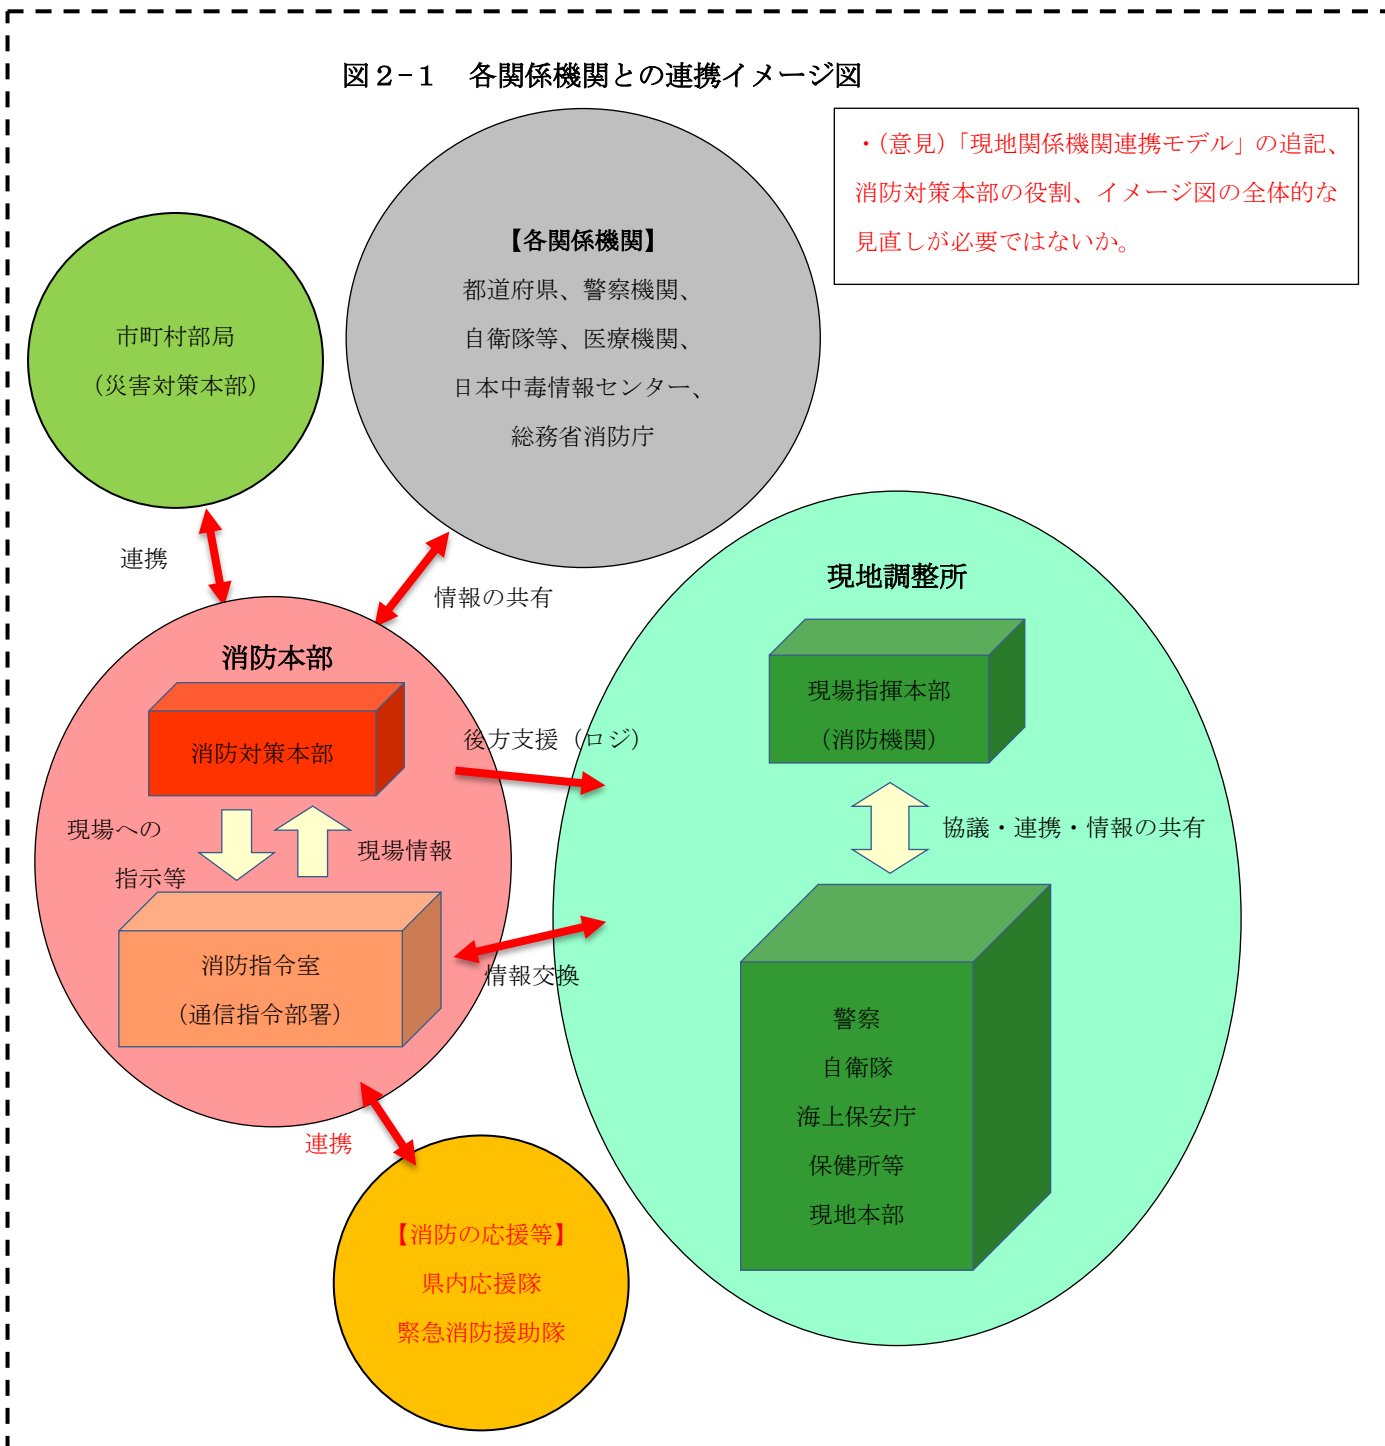 図２−１　各関係機関との連携イメージ図
・（意見）「現地関係機関連携モデル」の追記、
消防対策本部の役割、イメージ図の全体的な
見直しが必要ではないか。
【各関係機関】
都道府県、警察機関、
自衛隊等、医療機関、
日本中毒情報センター、
総務省消防庁
市町村部局
（災害対策本部）
連携
情報の共有
消防本部
消防対策本部
現場への
指示等
現場情報
消防指令室
（通信指令部署）
後方支援（ロジ）
情報交換
現地調整所
現場指揮本部
（消防機関）
協議・連携・情報の共有
警察
自衛隊
海上保安庁
保健所等
現地本部
連携
【消防の応援等】
県内応援隊
緊急消防援助隊